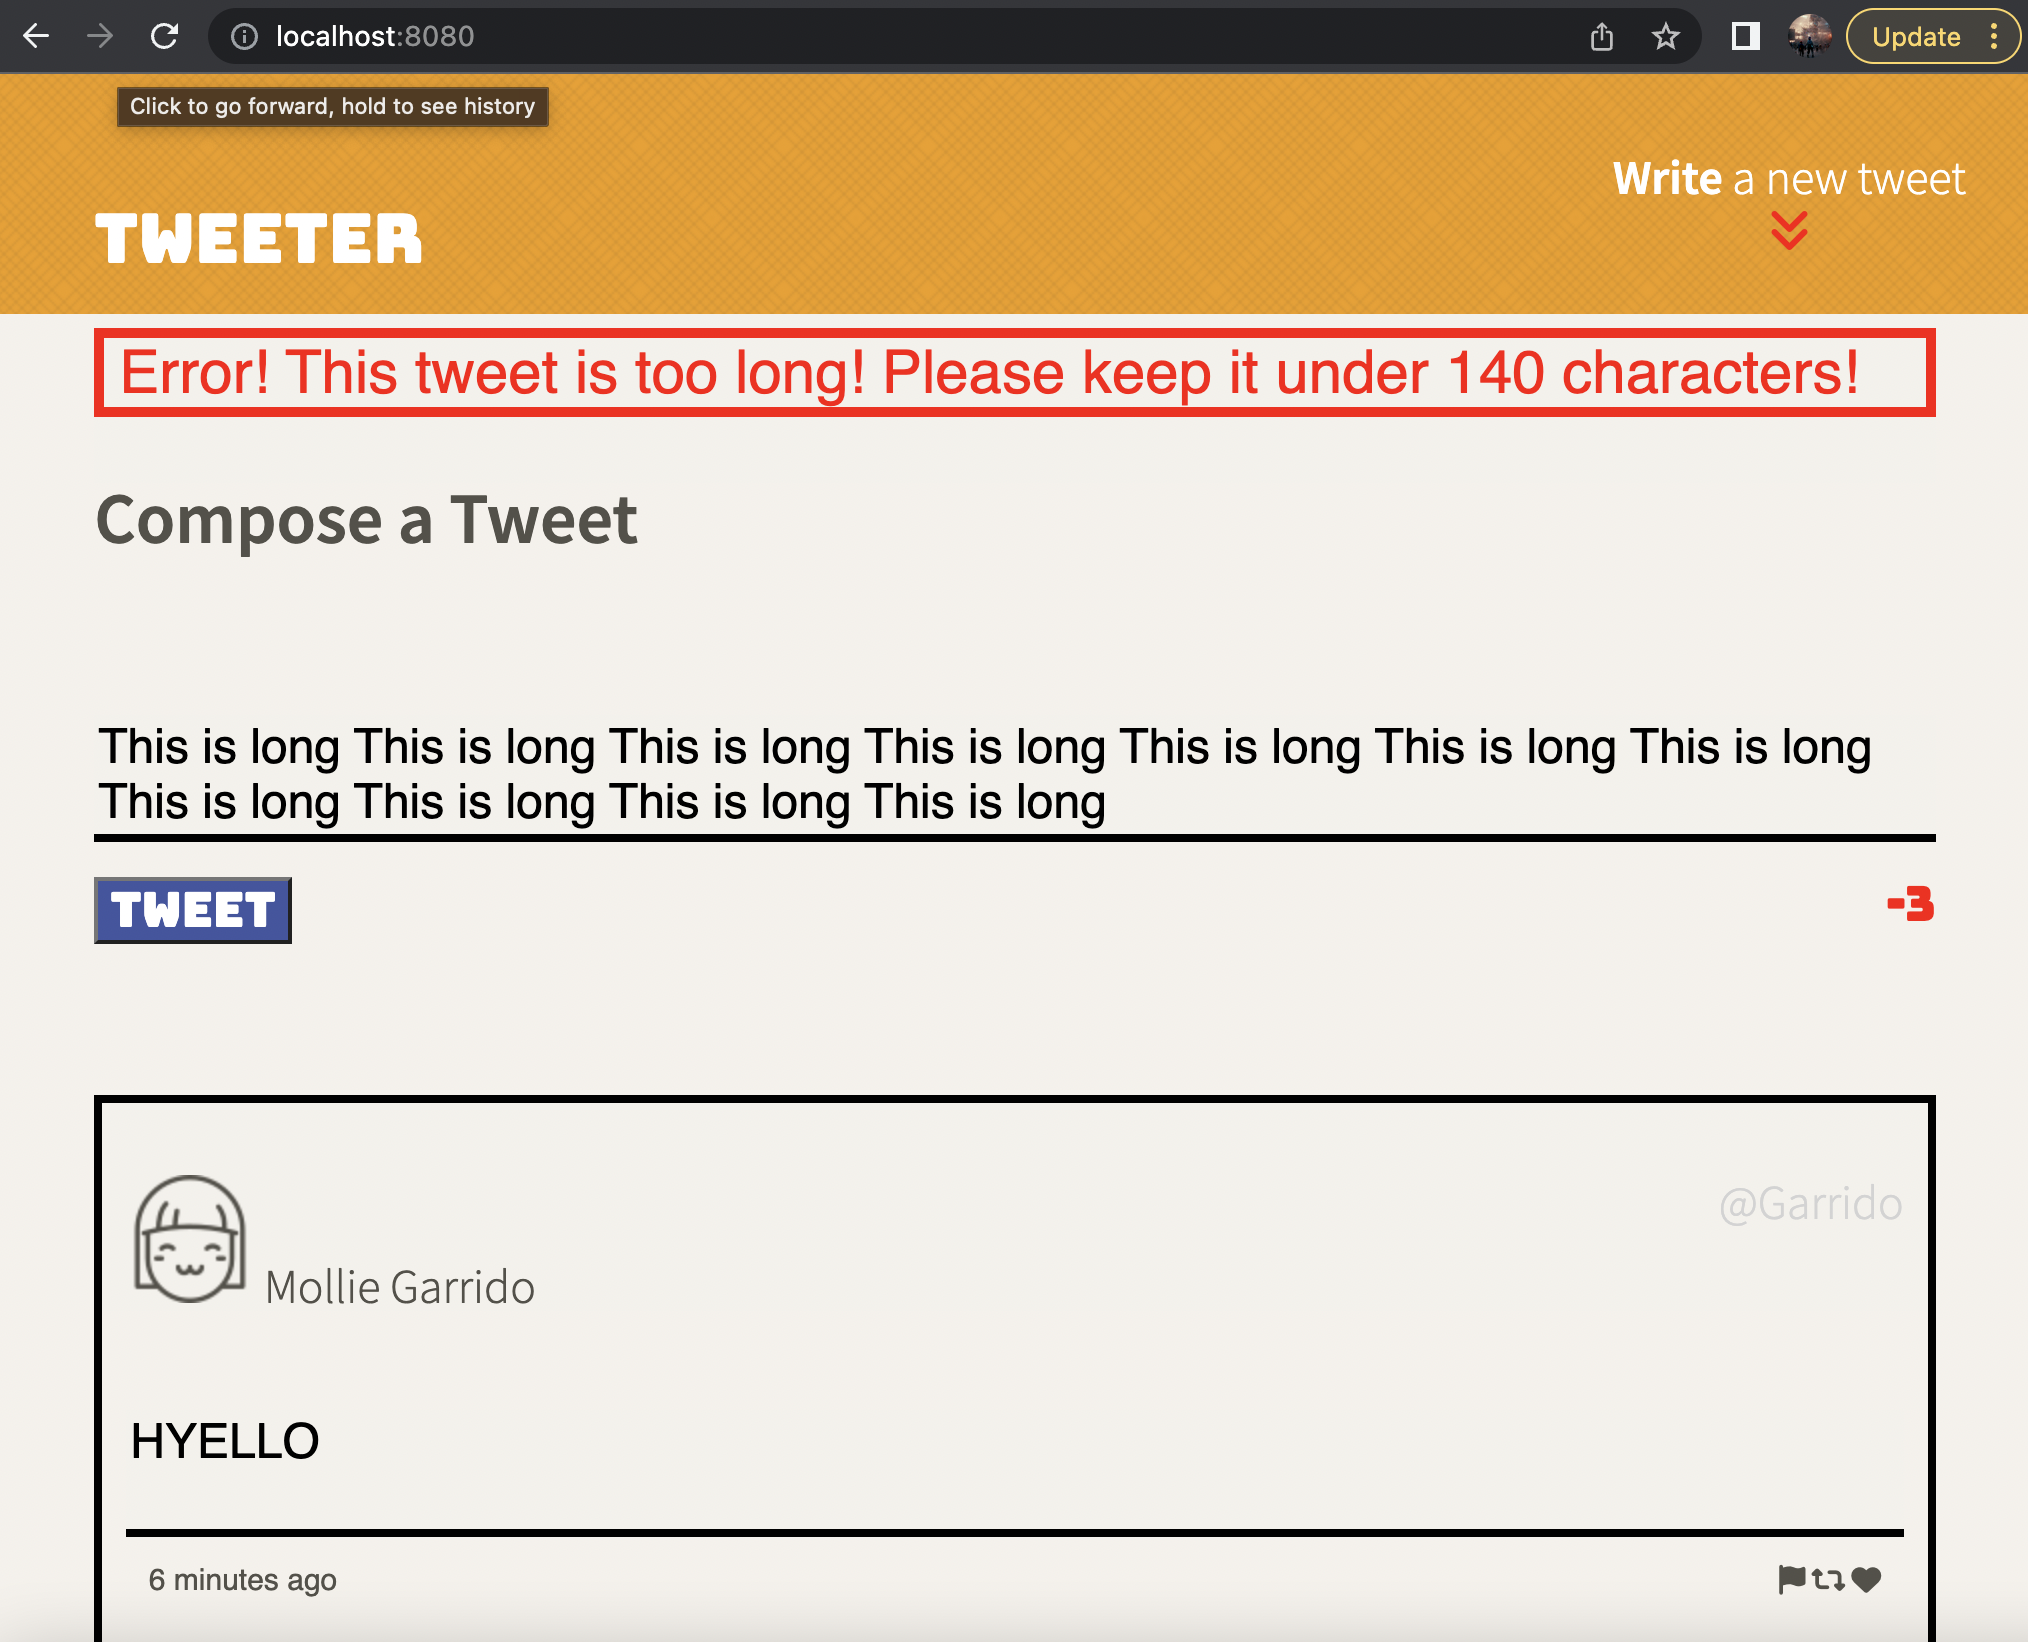 localhost:8080
Update
Click to go forward, hold to see history
Write a new tweet
TWEETER
Error! This tweet is too long! Please keep it under 140 characters!
Compose a Tweet
This is long This is long This is long This is long This is long This is long This is long
This is long This is long This is long This is long
TWEET
-3
@Garrido
Mollie Garrido
HYELLO
6 minutes ago